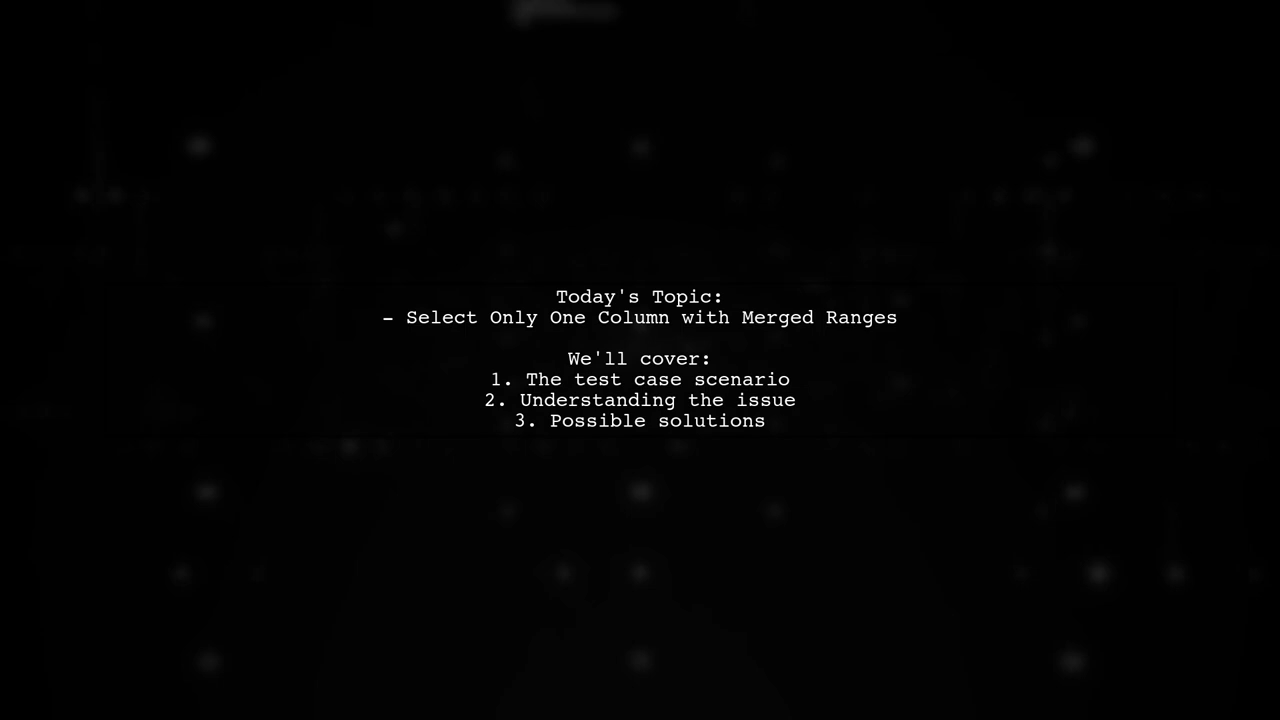 Today's Topic:
- Select Only One Column with Merged Ranges
We'll cover:
1. The test case scenario
2. Understanding the issue
3. Possible solutions